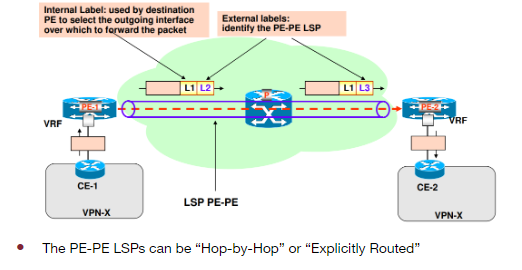 Internal Label: used by destination
PE to select the outgoing interface
over which to forward the packet
External labels:
identify the PE-PE LSP
L1 L2
L1 L3
P
PE-1
PE-2
VRF
VRF
CE-1
CE-2
LSP PE-PE
VPN-X
VPN-X
• The PE-PE LSPs can be “Hop-by-Hop” or “Explicitly Routed”